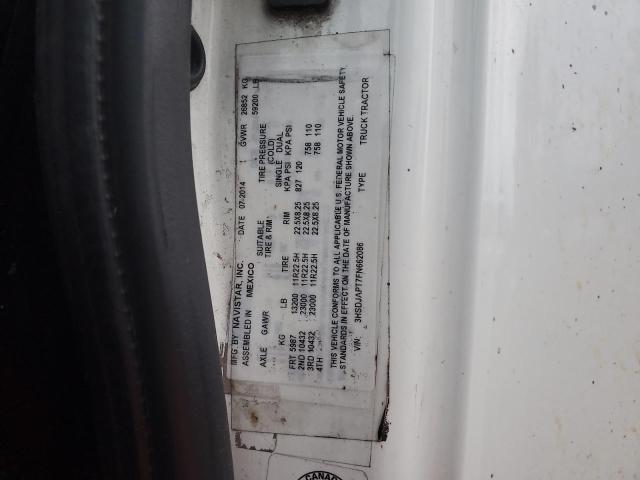 MFG. BY NAVISTAR, INC.
ASSEMBLED IN MEXICO
DATE 07-2014 GVWR 26852 KG
59200 LB
AXLE GAWR SUITABLE TIRE & RIM TIRE PRESSURE (COLD)
SINGLE DUAL
KG LB TIRE RIM KPA PSI KPA PSI
FRT 5987 13200 11R22.5H 22.5X8.25 827 120
2ND 10432 23000 11R22.5H 22.5X8.25 758 110
3RD 10432 23000 11R22.5H 22.5X8.25 758 110
4TH
THIS VEHICLE CONFORMS TO ALL APPLICABLE U.S. FEDERAL MOTOR VEHICLE SAFETY
STANDARDS IN EFFECT ON THE DATE OF MANUFACTURE SHOWN ABOVE.
VIN: 3HSDJAPT7FN662086 TYPE TRUCK TRACTOR
CANADA